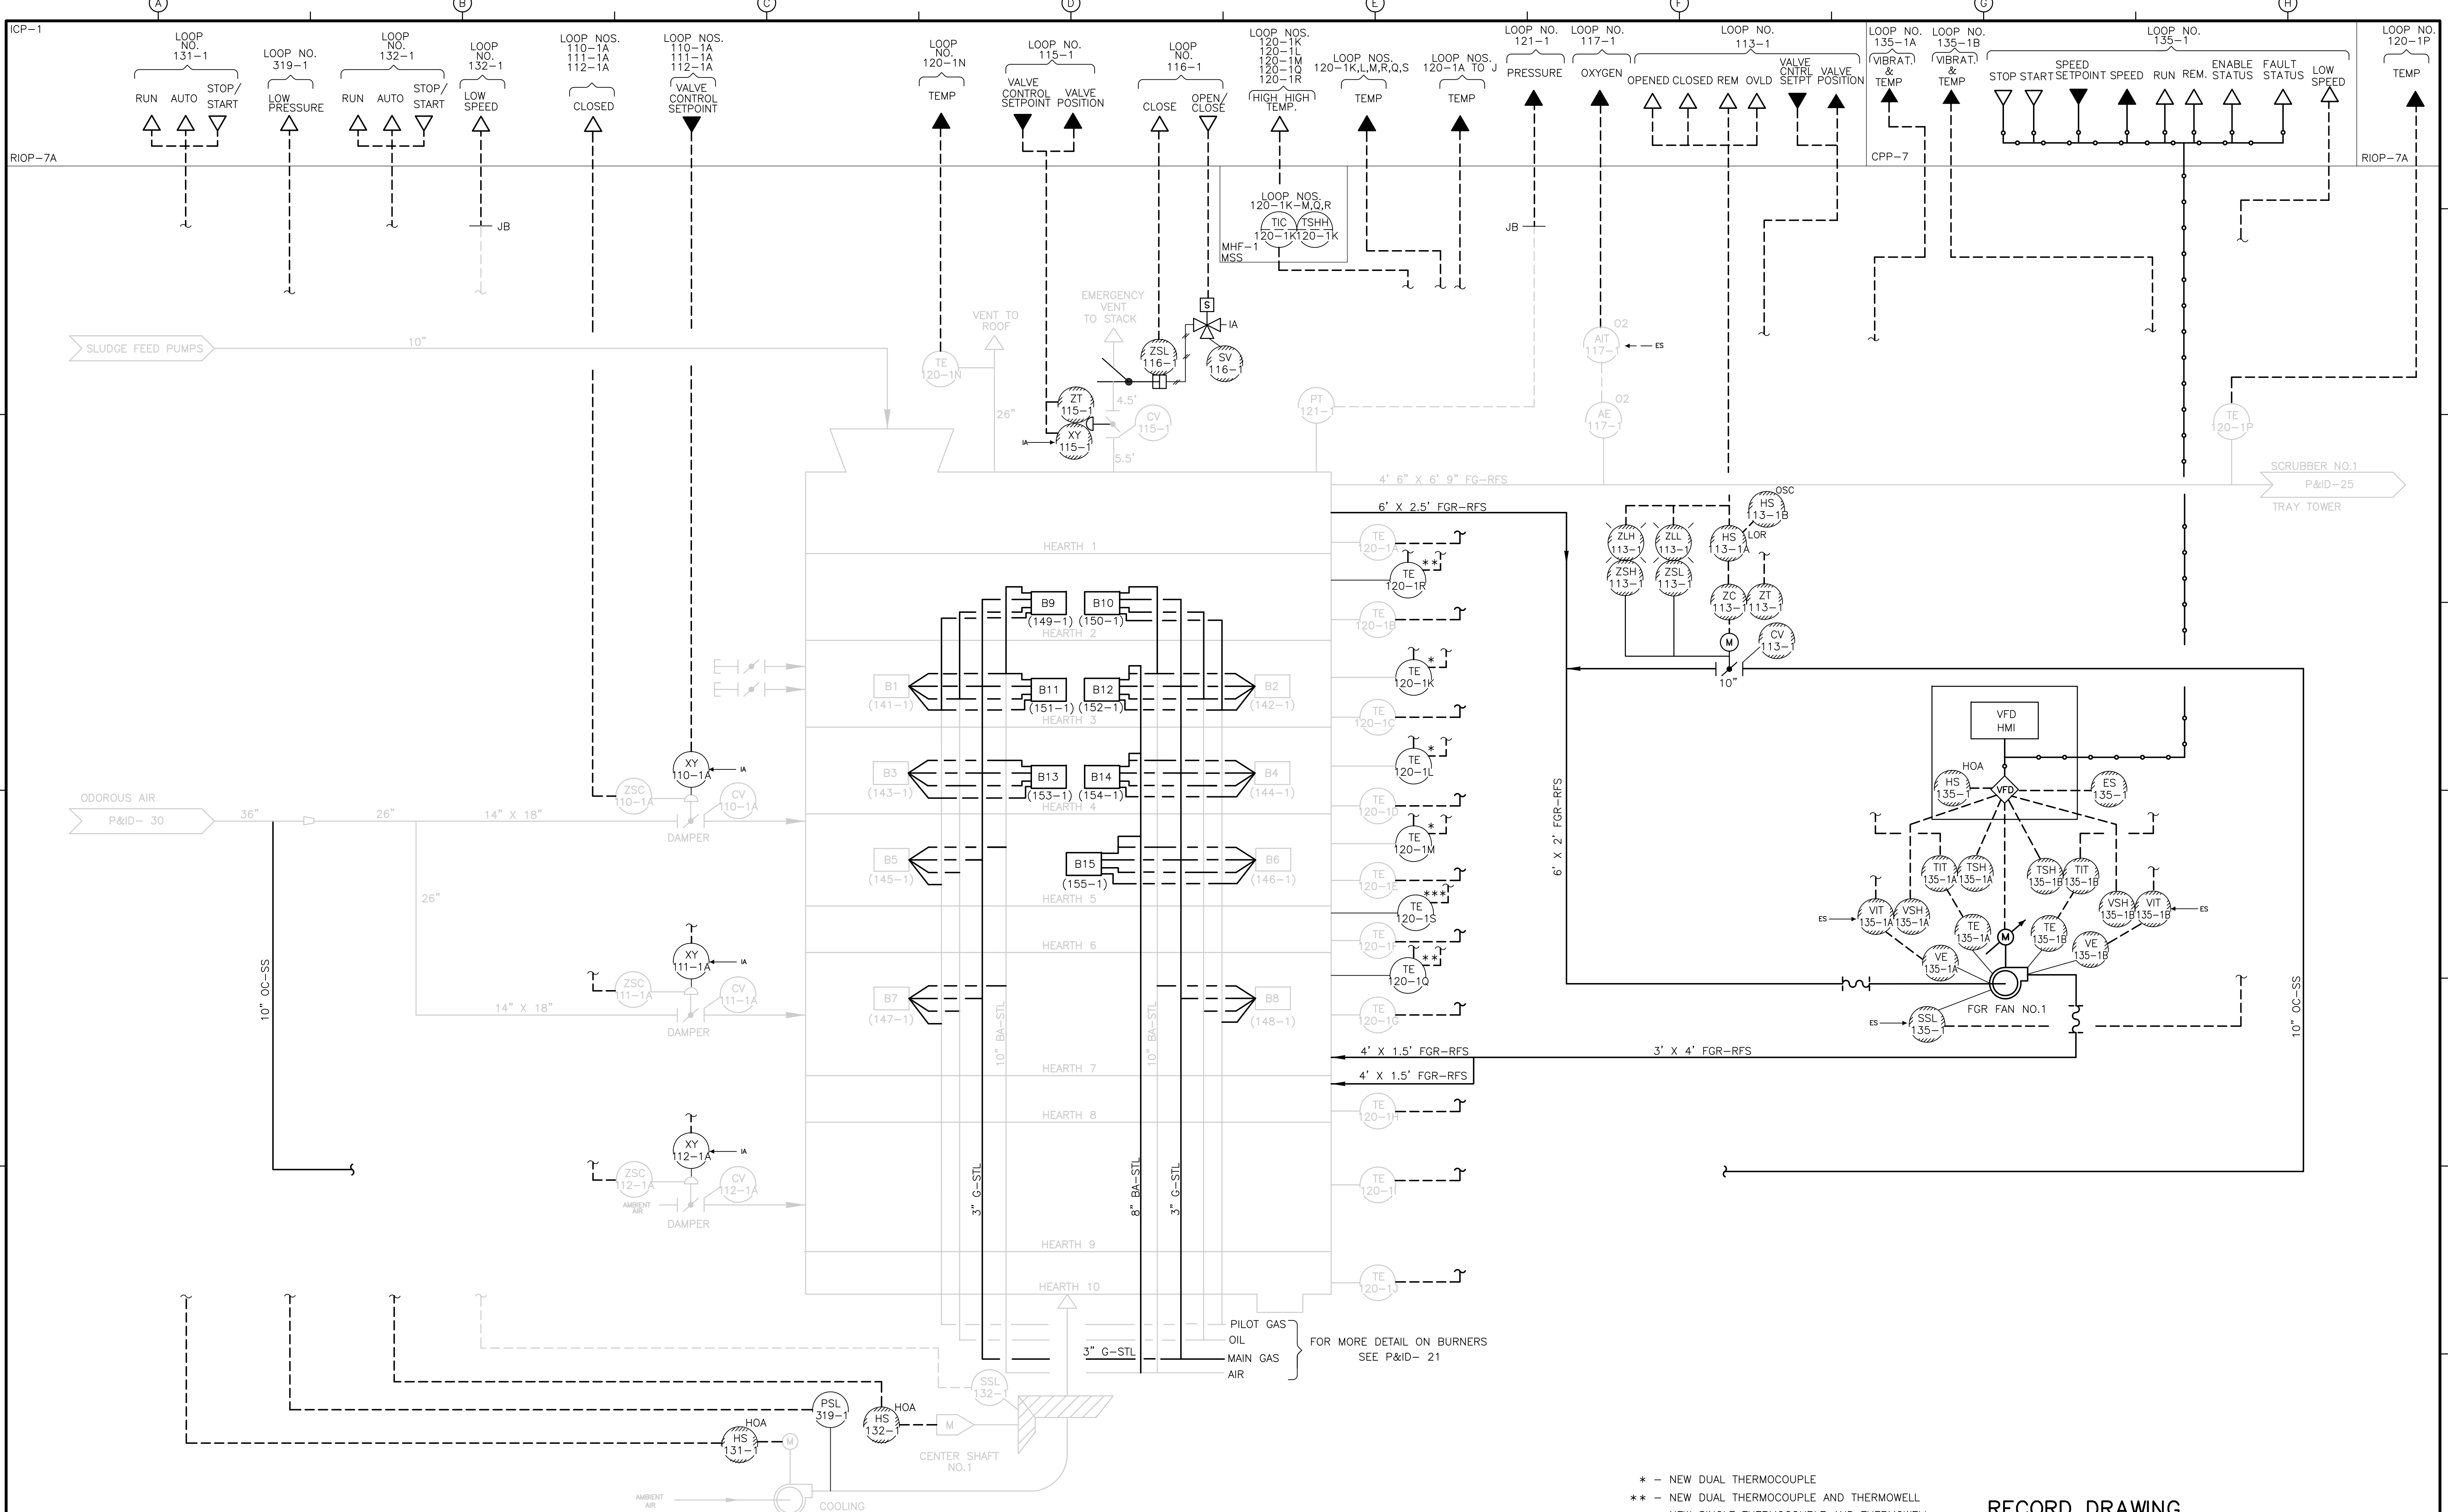 A B C D E F G H
ICP-1
LOOP
NO.
131-1
RUN AUTO STOP/
START
LOOP NO.
319-1
LOW
PRESSURE
LOOP
NO.
132-1
RUN AUTO STOP/
START
LOOP
NO.
132-1
LOW
SPEED
LOOP NOS.
110-1A
111-1A
112-1A
CLOSED
LOOP NOS.
110-1A
111-1A
112-1A
VALVE
CONTROL
SETPOINT
LOOP
NO.
120-1N
TEMP
LOOP NO.
115-1
VALVE
CONTROL
SETPOINT
VALVE
POSITION
LOOP
NO.
116-1
CLOSE OPEN/
CLOSE
LOOP NOS.
120-1K
120-1L
120-1M
120-1Q
120-1R
HIGH HIGH
TEMP.
LOOP NOS.
120-1K,L,M,R,Q,S
TEMP
LOOP NOS.
120-1A TO J
TEMP
LOOP NO.
121-1
PRESSURE
LOOP NO.
117-1
OXYGEN
LOOP NO.
113-1
OPENED CLOSED REM OVLD
VALVE
CNTRL
SETPT
VALVE
POSITION
LOOP NO.
135-1A
VIBRAT.
&
TEMP
LOOP NO.
135-1B
VIBRAT.
&
TEMP
LOOP NO.
135-1
STOP START
SPEED
SETPOINT
SPEED RUN REM.
ENABLE
STATUS
FAULT
STATUS
LOW
SPEED
LOOP NO.
120-1P
TEMP
RIOP-7A
CPP-7
RIOP-7A
JB
LOOP NOS.
120-1K-M,Q,R
TIC
120-1K
TSHH
120-1K
MHF-1
MSS
JB
SLUDGE FEED PUMPS
10"
TE
120-1N
VENT TO
ROOF
26"
EMERGENCY
VENT
TO STACK
S
IA
ZSL
116-1
SV
116-1
ZT
115-1
XY
115-1
IA
4.5'
CV
115-1
5.5'
PT
121-1
AIT
117-1
O2
ES
AE
117-1
O2
TE
120-1P
SCRUBBER NO.1
P&ID-25
TRAY TOWER
4' 6" X 6' 9" FG-RFS
6' X 2.5' FGR-RFS
HEARTH 1
HEARTH 2
HEARTH 3
HEARTH 4
HEARTH 5
HEARTH 6
HEARTH 7
HEARTH 8
HEARTH 9
HEARTH 10
B9
(149-1)
B10
(150-1)
B1
(141-1)
B11
(151-1)
B12
(152-1)
B2
(142-1)
B3
(143-1)
B13
(153-1)
B14
(154-1)
B4
(144-1)
B5
(145-1)
B15
(155-1)
B6
(146-1)
B7
(147-1)
B8
(148-1)
10" BA-STL
10" BA-STL
3" G-STL
8" BA-STL
3" G-STL
TE
120-1A
TE
120-1R
**
TE
120-1B
TE
120-1K
*
TE
120-1C
TE
120-1L
*
TE
120-1D
TE
120-1M
*
TE
120-1E
TE
120-1S
***
TE
120-1F
TE
120-1Q
**
TE
120-1G
TE
120-1H
TE
120-1I
TE
120-1J
6' X 2' FGR-RFS
HS
113-1B
OSC
ZLH
113-1
ZLL
113-1
HS
113-1A
LOR
ZSH
113-1
ZSL
113-1
ZC
113-1
ZT
113-1
M
CV
113-1
10"
VFD
HMI
HOA
HS
135-1
VFD
ES
135-1
TIT
135-1A
TSH
135-1A
TSH
135-1B
TIT
135-1B
ES
VIT
135-1A
VSH
135-1A
VSH
135-1B
VIT
135-1B
ES
TE
135-1A
M
TE
135-1B
VE
135-1A
VE
135-1B
FGR FAN NO.1
ES
SSL
135-1
10" OC-SS
4' X 1.5' FGR-RFS
3' X 4' FGR-RFS
4' X 1.5' FGR-RFS
ODOROUS AIR
P&ID- 30
36"
26"
14" X 18"
26"
14" X 18"
10" OC-SS
XY
110-1A
IA
ZSC
110-1A
CV
110-1A
DAMPER
XY
111-1A
IA
ZSC
111-1A
CV
111-1A
DAMPER
XY
112-1A
IA
ZSC
112-1A
CV
112-1A
AMBIENT
AIR
DAMPER
PILOT GAS
OIL
3" G-STL
MAIN GAS
AIR
FOR MORE DETAIL ON BURNERS
SEE P&ID- 21
SSL
132-1
PSL
319-1
HOA
HS
132-1
M
CENTER SHAFT
NO.1
HOA
HS
131-1
M
AMBIENT
AIR
COOLING
* - NEW DUAL THERMOCOUPLE
** - NEW DUAL THERMOCOUPLE AND THERMOWELL
NEW SINGLE THERMOCOUPLE AND THERMOWELL
RECORD DRAWING